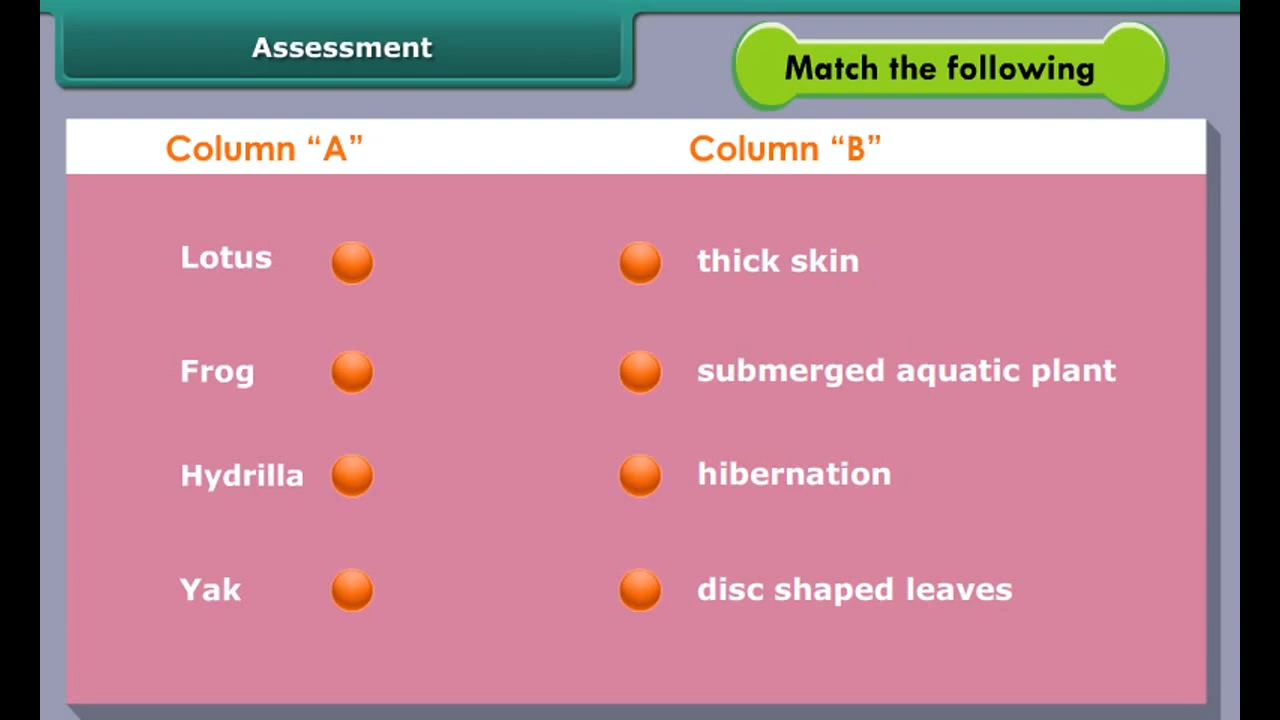 Assessment
Match the following
Column “A” Column “B”
Lotus thick skin
Frog submerged aquatic plant
Hydrilla hibernation
Yak disc shaped leaves